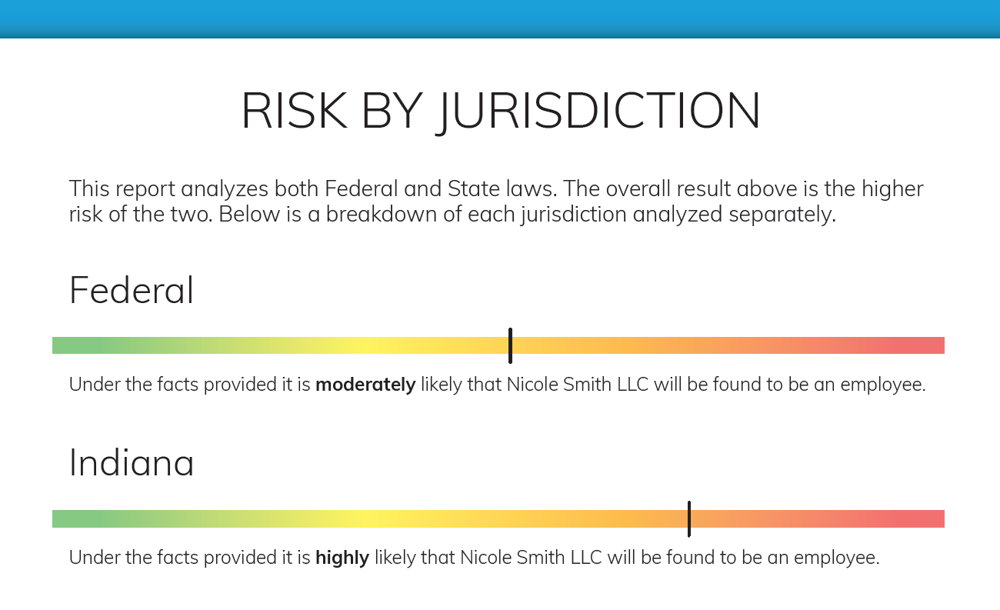 RISK BY JURISDICTION
This report analyzes both Federal and State laws. The overall result above is the higher
risk of the two. Below is a breakdown of each jurisdiction analyzed separately.
Federal
Under the facts provided it is moderately likely that Nicole Smith LLC will be found to be an employee.
Indiana
Under the facts provided it is highly likely that Nicole Smith LLC will be found to be an employee.